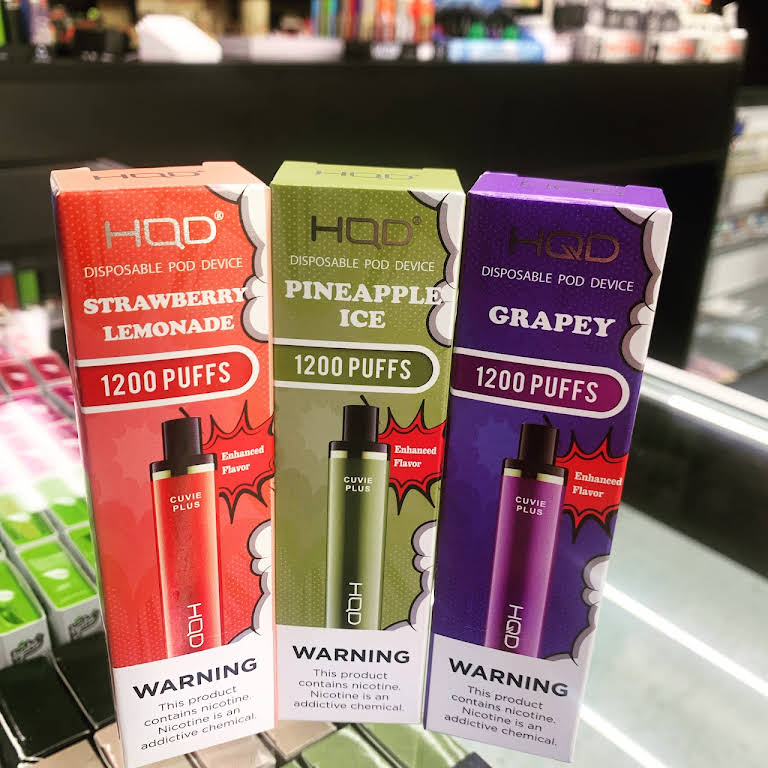 HQD®
DISPOSABLE POD DEVICE
STRAWBERRY
LEMONADE
1200 PUFFS
Enhanced
Flavor
CUVIE
PLUS
HQD
WARNING
This product
contains nicotine.
Nicotine is an
addictive chemical.
HQD
HQD®
DISPOSABLE POD DEVICE
PINEAPPLE
ICE
1200 PUFFS
Enhanced
Flavor
CUVIE
PLUS
HQD
WARNING
This product
contains nicotine.
Nicotine is an
addictive chemical.
HQD
DISPOSABLE POD DEVICE
GRAPEY
1200 PUFFS
Enhanced
Flavor
CUVIE
PLUS
HQD
WARNING
This product
contains nicotine.
Nicotine is an
addictive chemical.